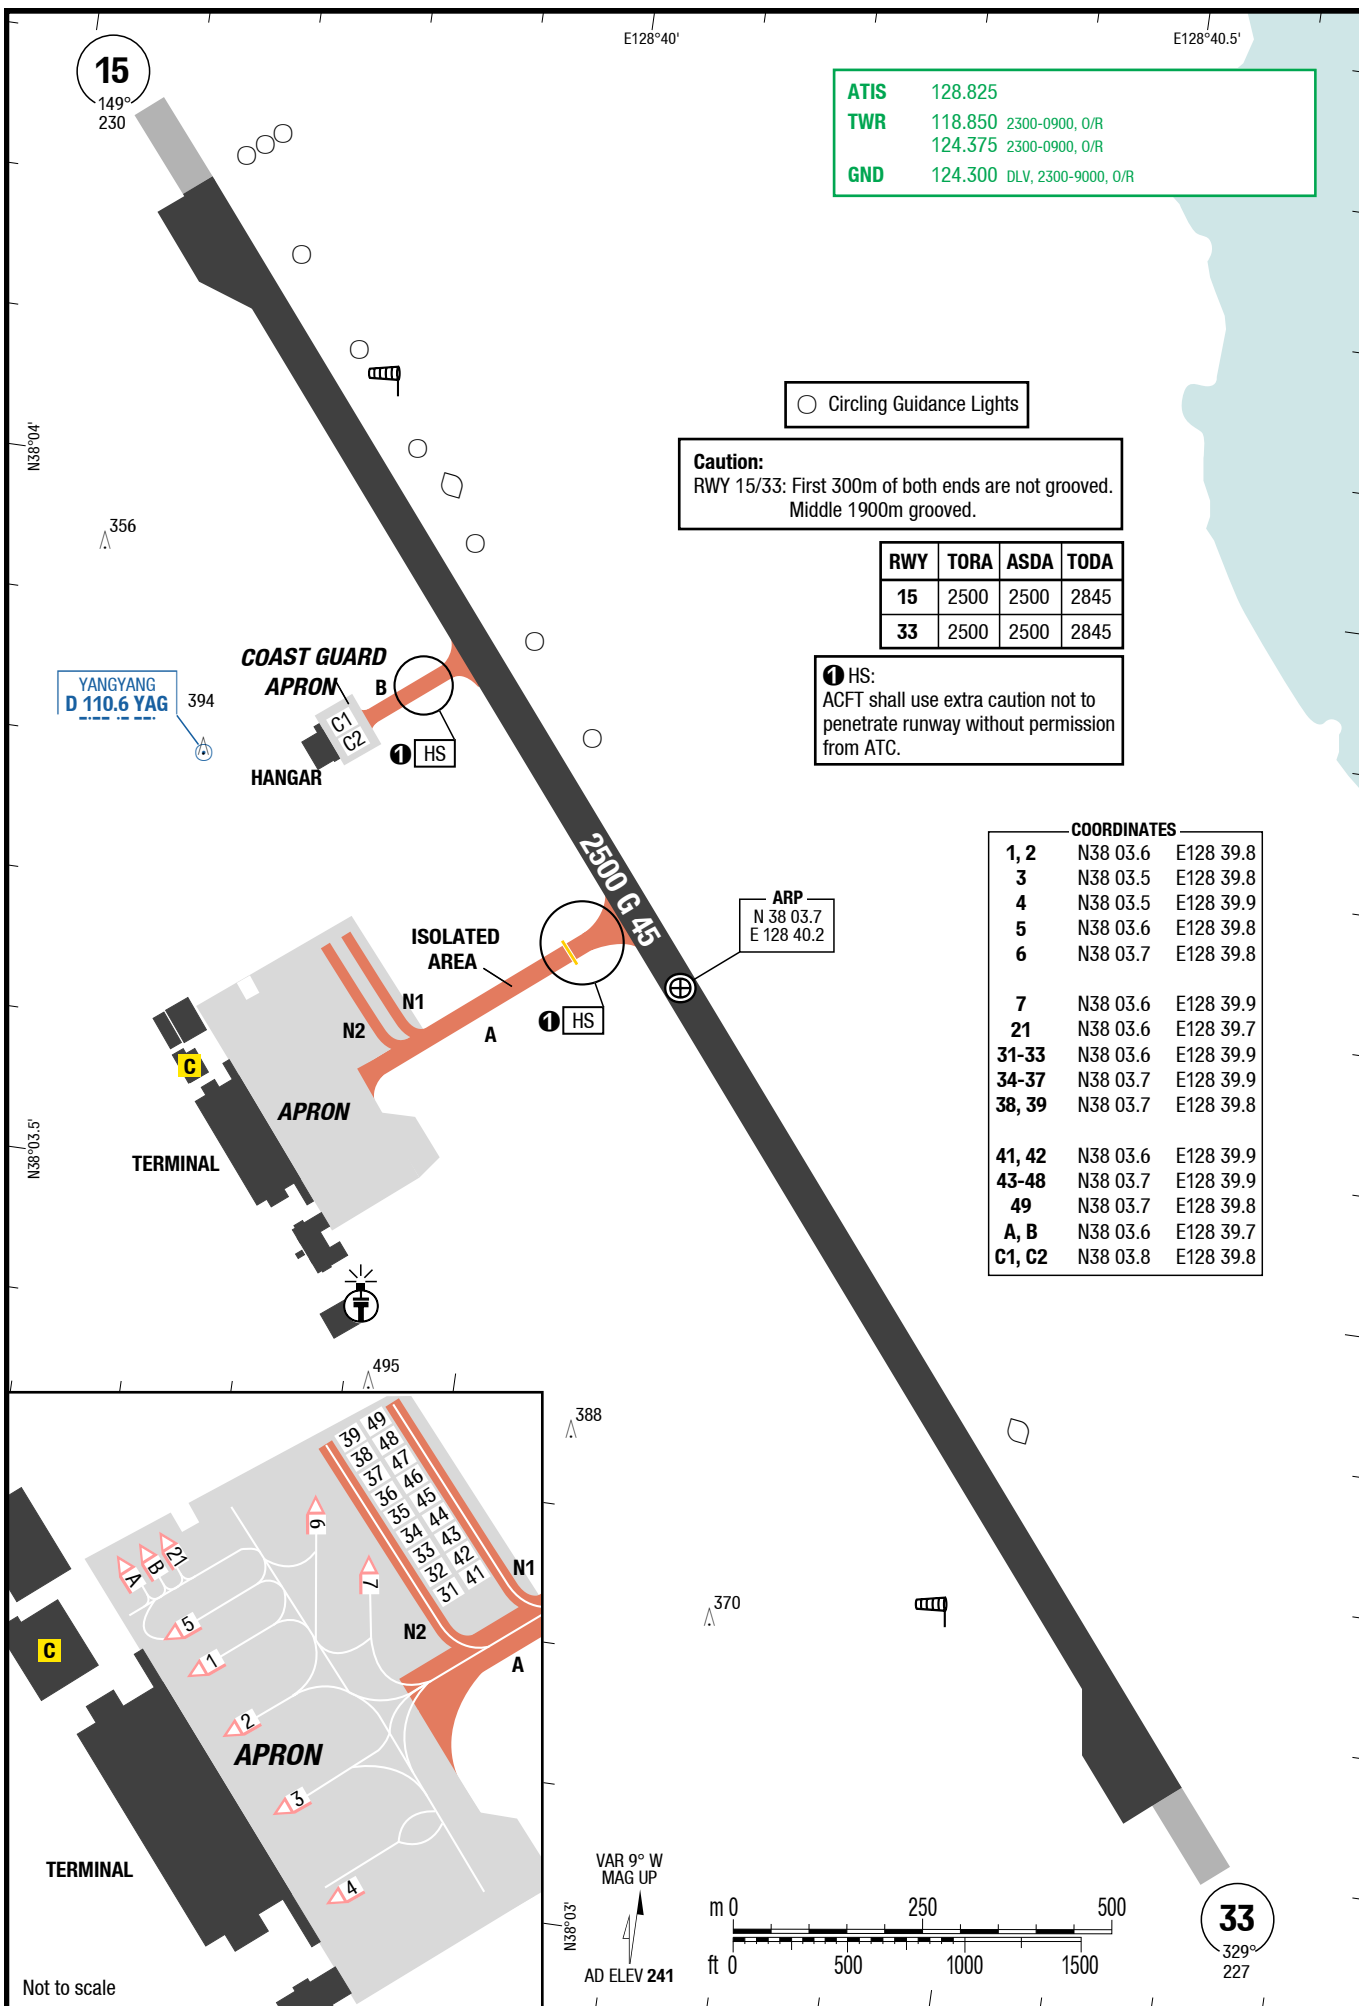 E128°40'
E128°40.5'
15
149°
230
ATIS 128.825
TWR 118.850 2300-0900, O/R
124.375 2300-0900, O/R
GND 124.300 DLV, 2300-9000, O/R
Circling Guidance Lights
N38°04'
Caution:
RWY 15/33: First 300m of both ends are not grooved.
Middle 1900m grooved.
356
RWY TORA ASDA TODA
15 2500 2500 2845
33 2500 2500 2845
COAST GUARD
APRON
B
YANGYANG
D 110.6 YAG
394
C1
C2
1 HS
HANGAR
1 HS:
ACFT shall use extra caution not to
penetrate runway without permission
from ATC.
2500 G 45
COORDINATES
1, 2 N38 03.6 E128 39.8
3 N38 03.5 E128 39.8
4 N38 03.5 E128 39.9
5 N38 03.6 E128 39.8
6 N38 03.7 E128 39.8
7 N38 03.6 E128 39.9
21 N38 03.6 E128 39.7
31-33 N38 03.6 E128 39.9
34-37 N38 03.7 E128 39.9
38, 39 N38 03.7 E128 39.8
41, 42 N38 03.6 E128 39.9
43-48 N38 03.7 E128 39.9
49 N38 03.7 E128 39.8
A, B N38 03.6 E128 39.7
C1, C2 N38 03.8 E128 39.8
ARP
N 38 03.7
E 128 40.2
ISOLATED
AREA
N1
N2
A
1 HS
C
APRON
N38°03.5'
TERMINAL
495
388
370
39 49
38 48
37 47
36 46
35 45
34 44
33 43
32 42
31 41
N1
N2
A
6
7
21
B
A
5
1
2
3
4
C
APRON
TERMINAL
Not to scale
N38°03'
VAR 9° W
MAG UP
AD ELEV 241
m 0 250 500
ft 0 500 1000 1500
33
329°
227